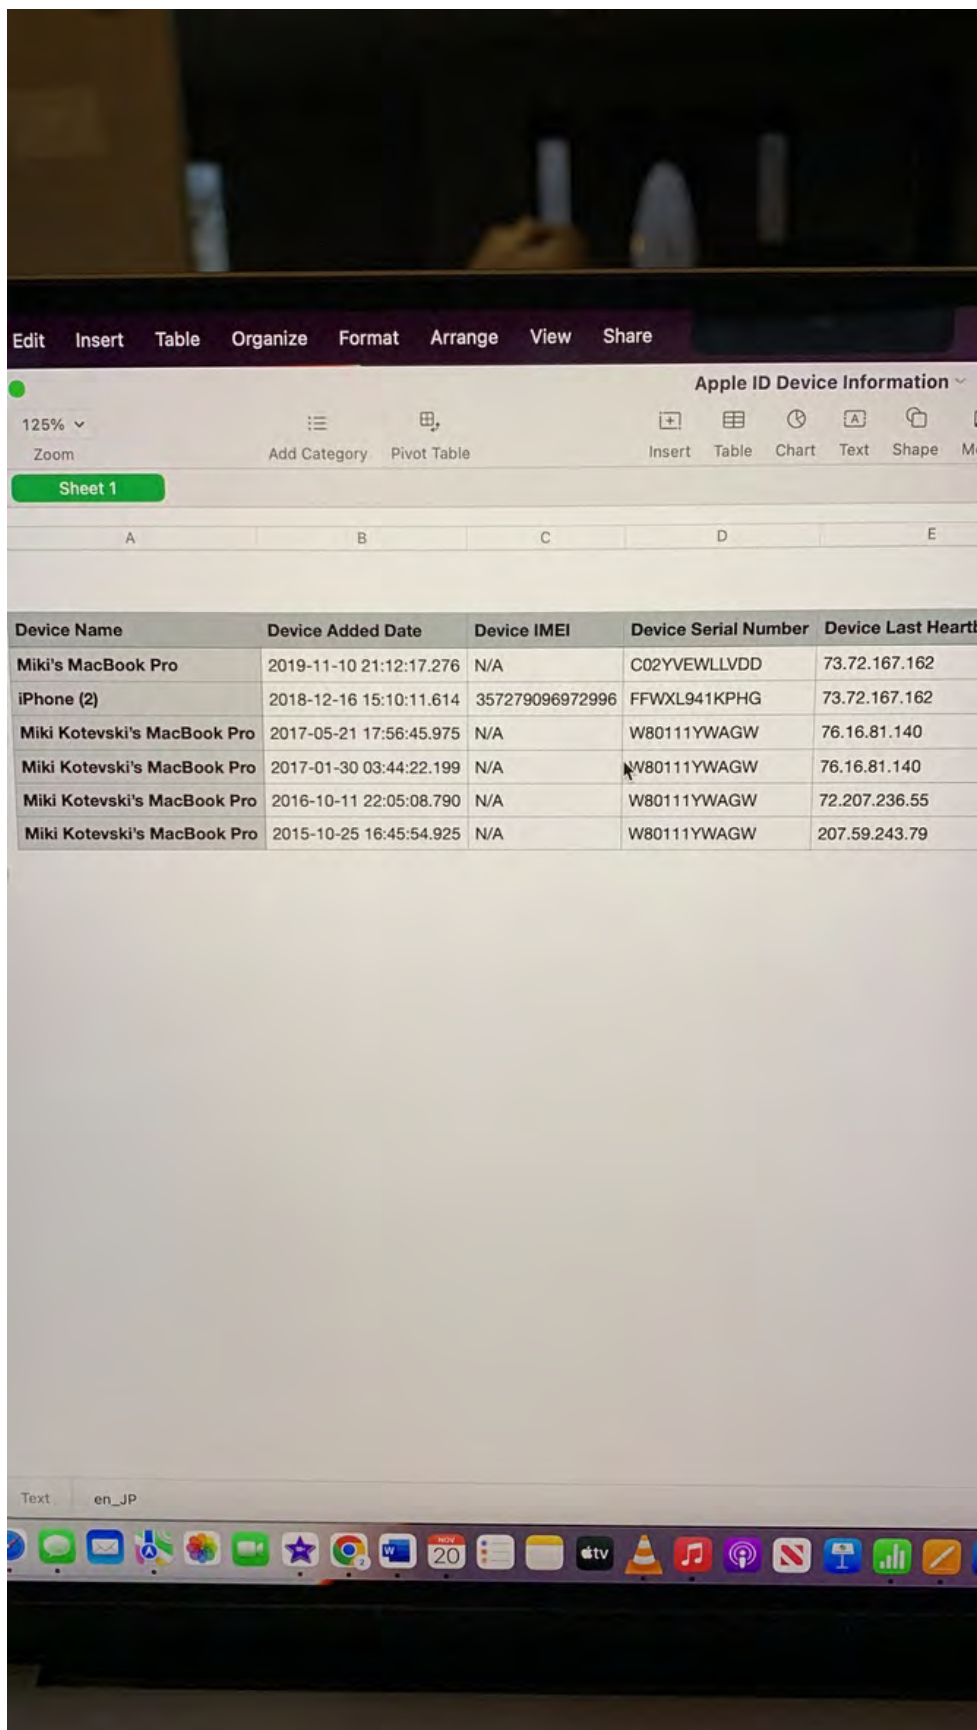 Edit Insert Table Organize Format Arrange View Share
Apple ID Device Information
125%
Zoom Add Category Pivot Table Insert Table Chart Text Shape
Sheet 1
A B C D E
Device Name Device Added Date Device IMEI Device Serial Number Device Last Heartb
Miki's MacBook Pro 2019-11-10 21:12:17.276 N/A C02YVEWLLVDD 73.72.167.162
iPhone (2) 2018-12-16 15:10:11.614 357279096972996 FFWXL941KPHG 73.72.167.162
Miki Kotevski's MacBook Pro 2017-05-21 17:56:45.975 N/A W80111YWAGW 76.16.81.140
Miki Kotevski's MacBook Pro 2017-01-30 03:44:22.199 N/A W80111YWAGW 76.16.81.140
Miki Kotevski's MacBook Pro 2016-10-11 22:05:08.790 N/A W80111YWAGW 72.207.236.55
Miki Kotevski's MacBook Pro 2015-10-25 16:45:54.925 N/A W80111YWAGW 207.59.243.79
Text en_JP
NOV
2 W 20 tv